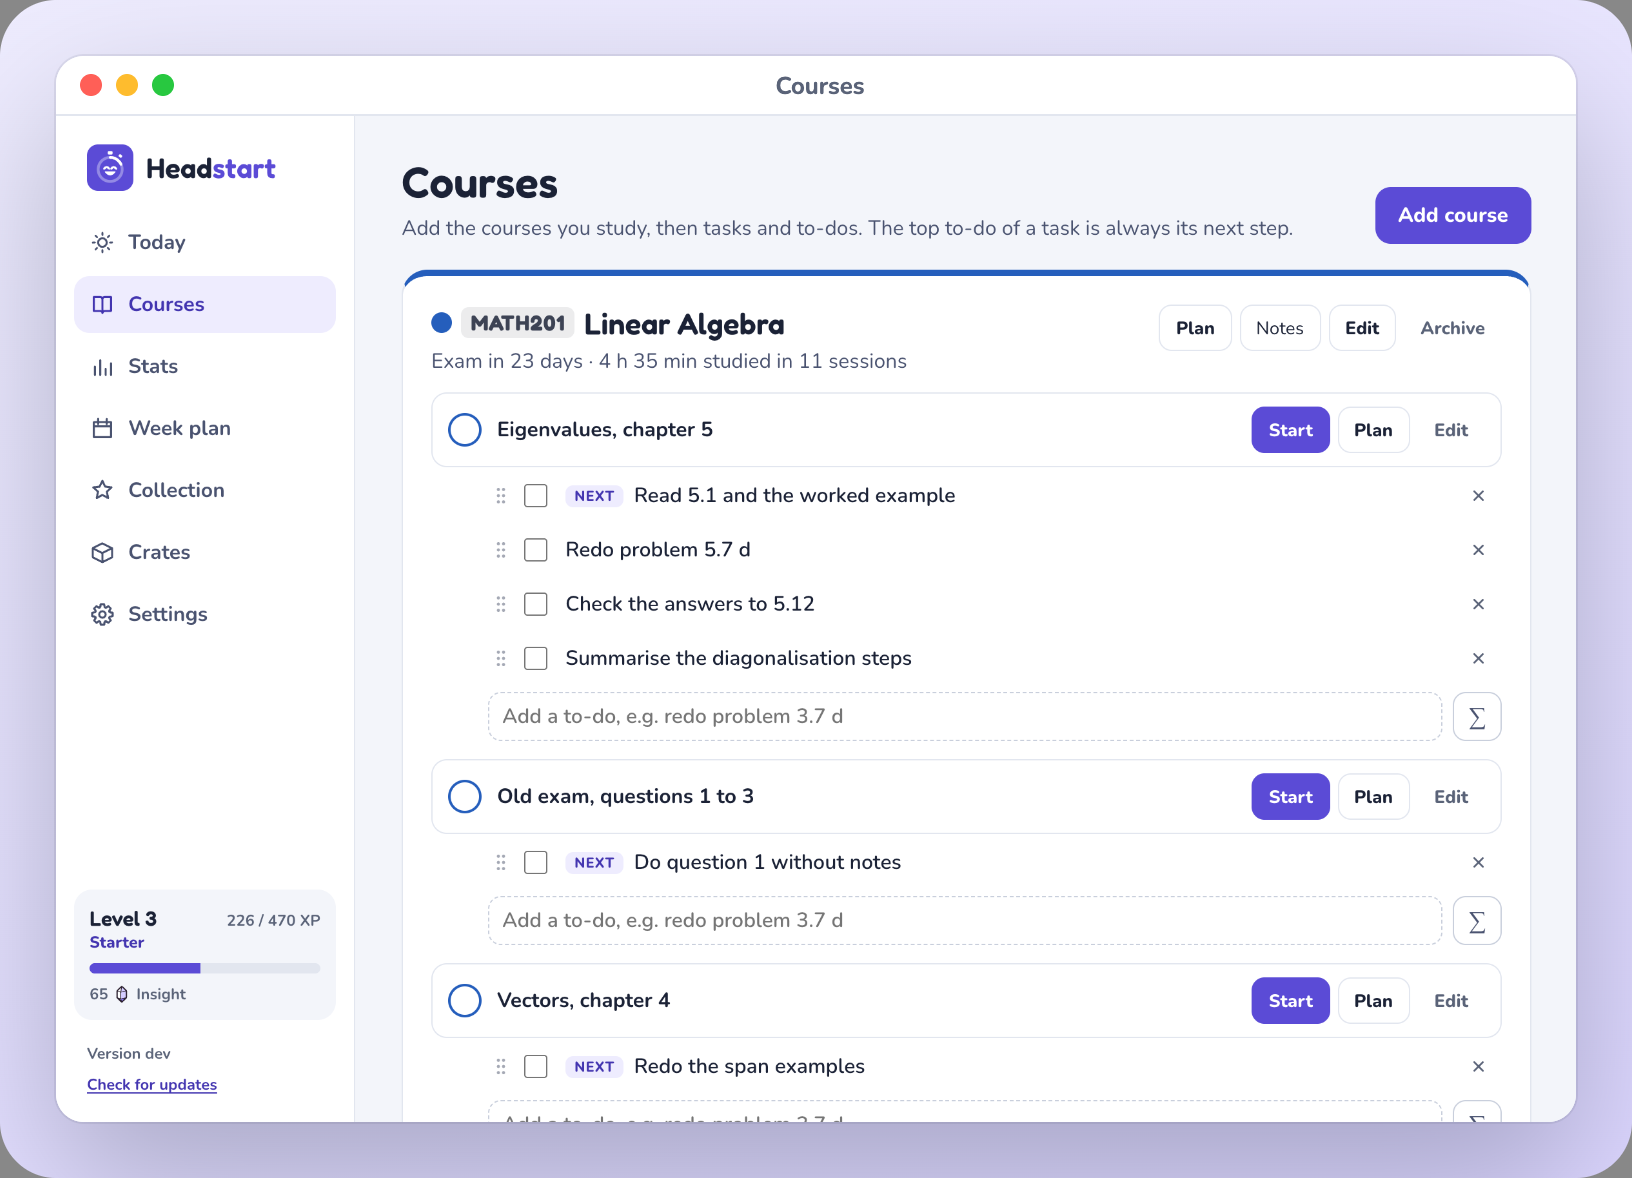 Courses
Headstart
Today
Courses
Stats
Week plan
Collection
Crates
Settings
Level 3
226 / 470 XP
Starter
65 Insight
Version dev
Check for updates
Courses
Add the courses you study, then tasks and to-dos. The top to-do of a task is always its next step.
Add course
MATH201 Linear Algebra
Plan Notes Edit Archive
Exam in 23 days · 4 h 35 min studied in 11 sessions
Eigenvalues, chapter 5
Start Plan Edit
NEXT Read 5.1 and the worked example ×
Redo problem 5.7 d ×
Check the answers to 5.12 ×
Summarise the diagonalisation steps ×
Add a to-do, e.g. redo problem 3.7 d ∑
Old exam, questions 1 to 3
Start Plan Edit
NEXT Do question 1 without notes ×
Add a to-do, e.g. redo problem 3.7 d ∑
Vectors, chapter 4
Start Plan Edit
NEXT Redo the span examples ×
Add a to-do, e.g. redo problem 3.7 d ∑